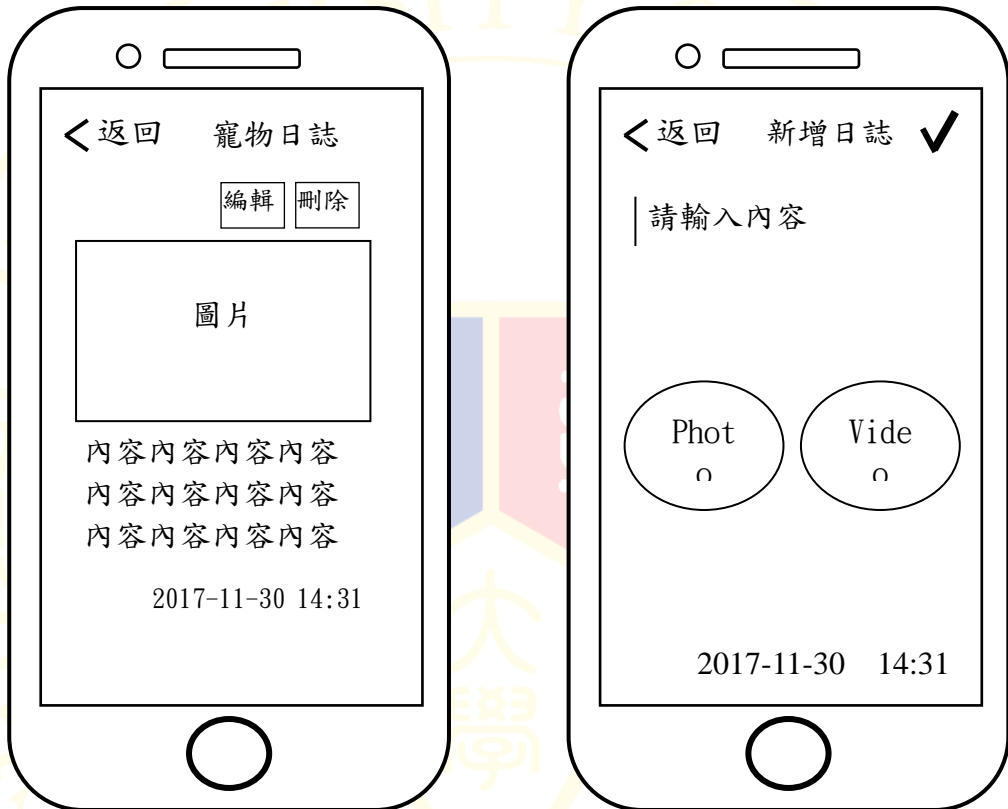 返回 寵物日誌
編輯 刪除
圖片
內容內容內容內容
內容內容內容內容
內容內容內容內容
2017-11-30 14:31
返回 新增日誌
請輸入內容
Phot
o
Vide
o
2017-11-30 14:31
大
學